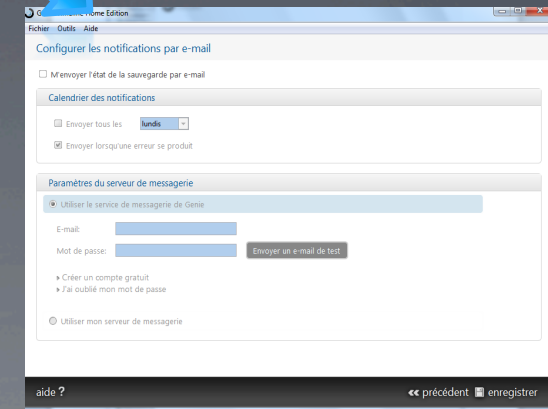 Home Edition
Fichier Outils Aide
Configurer les notifications par e-mail
M'envoyer l'état de la sauvegarde par e-mail
Calendrier des notifications
Envoyer tous les lundis
Envoyer lorsqu'une erreur se produit
Paramètres du serveur de messagerie
Utiliser le service de messagerie de Genie
E-mail:
Mot de passe: Envoyer un e-mail de test
Créer un compte gratuit
J'ai oublié mon mot de passe
Utiliser mon serveur de messagerie
aide ? précédent enregistrer